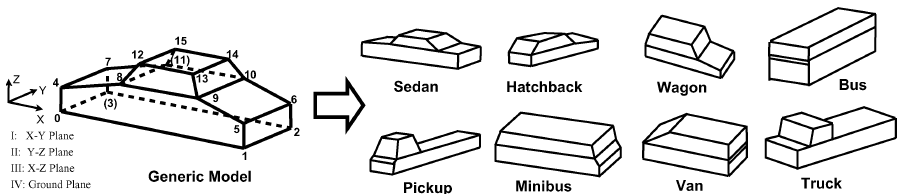 15
12
14
7
(11)
Z
4
8
13
10
Y
(3)
9
6
X
0
5
2
1
I: X-Y Plane
II: Y-Z Plane
III: X-Z Plane
IV: Ground Plane
Generic Model
Sedan
Hatchback
Wagon
Bus
Pickup
Minibus
Van
Truck